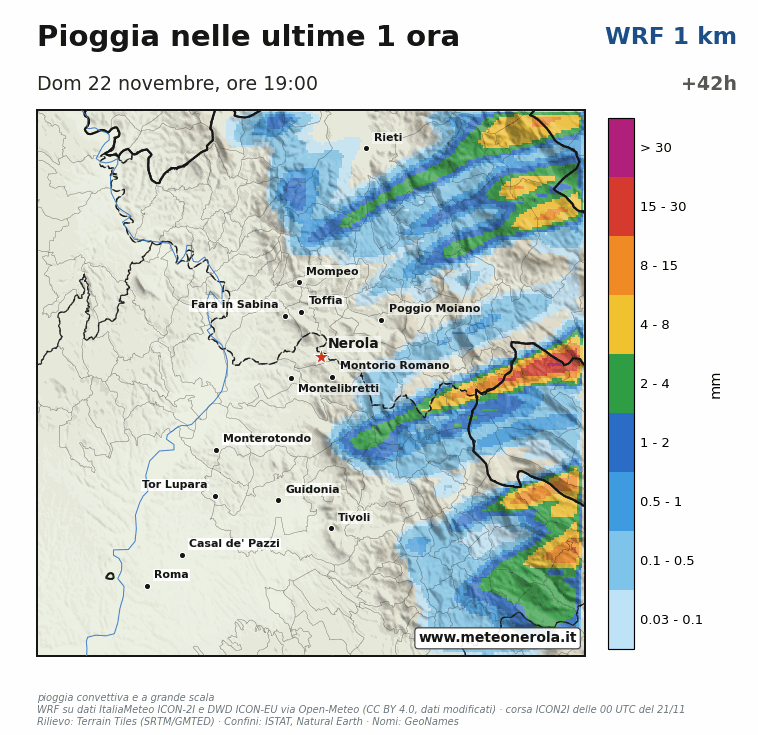 Pioggia nelle ultime 1 ora
WRF 1 km
Dom 22 novembre, ore 19:00
+42h
Rieti
Mompeo
Fara in Sabina
Toffia
Poggio Moiano
Nerola
Montorio Romano
Montelibretti
Monterotondo
Tor Lupara
Guidonia
Tivoli
Casal de' Pazzi
Roma
www.meteonerola.it
> 30
15 - 30
8 - 15
4 - 8
2 - 4
1 - 2
0.5 - 1
0.1 - 0.5
0.03 - 0.1
mm
pioggia convettiva e a grande scala
WRF su dati ItaliaMeteo ICON-2I e DWD ICON-EU via Open-Meteo (CC BY 4.0, dati modificati) · corsa ICON2I delle 00 UTC del 21/11
Rilievo: Terrain Tiles (SRTM/GMTED) · Confini: ISTAT, Natural Earth · Nomi: GeoNames